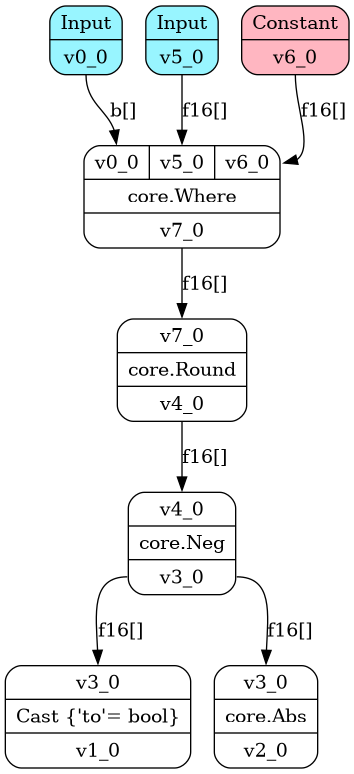 Input
v0_0
Input
v5_0
Constant
v6_0
b[]
f16[]
f16[]
v0_0 v5_0 v6_0
core.Where
v7_0
f16[]
v7_0
core.Round
v4_0
f16[]
v4_0
core.Neg
v3_0
f16[]
f16[]
v3_0
Cast {'to'= bool}
v1_0
v3_0
core.Abs
v2_0